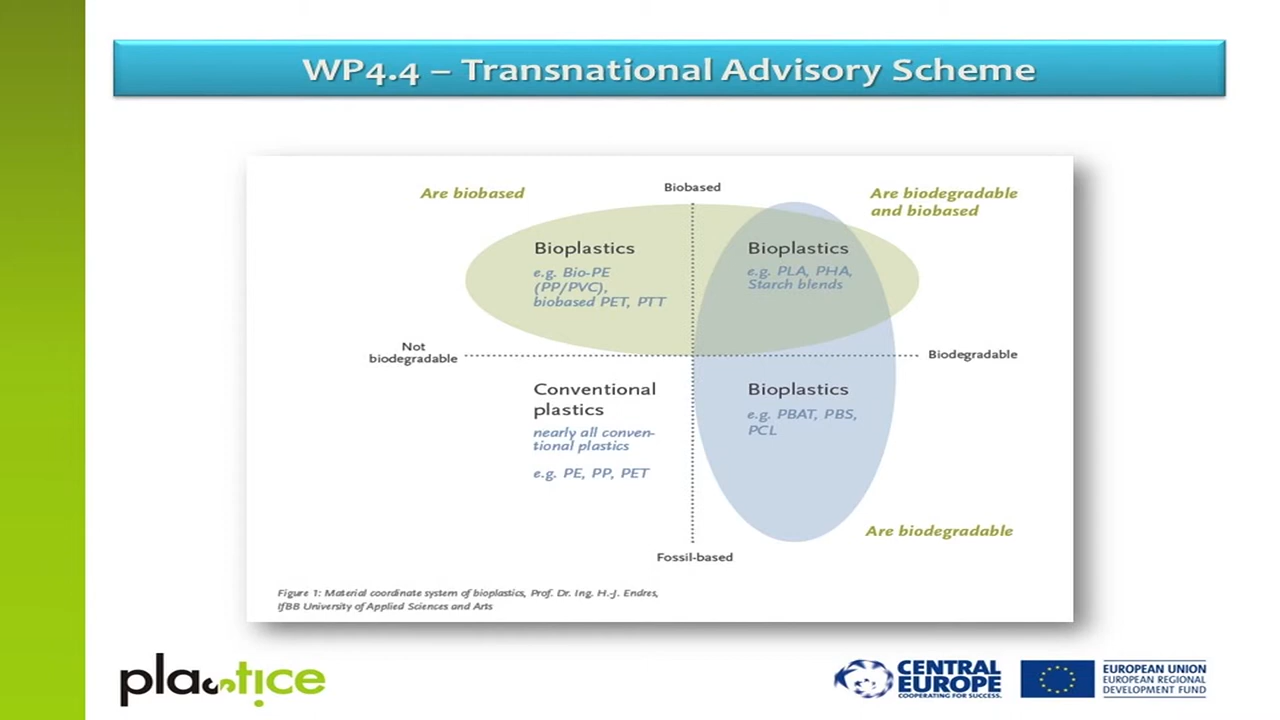 WP4.4 – Transnational Advisory Scheme
Are biobased
Biobased
Are biodegradable
and biobased
Bioplastics
e.g. Bio-PE
(PP/PVC),
biobased PET, PTT
Bioplastics
e.g. PLA, PHA,
Starch blends
Not
biodegradable
Biodegradable
Conventional
plastics
nearly all conven-
tional plastics
e.g. PE, PP, PET
Bioplastics
e.g. PBAT, PBS,
PCL
Are biodegradable
Fossil-based
Figure 1: Material coordinate system of bioplastics, Prof. Dr. Ing. H.-J. Endres,
IfBB University of Applied Sciences and Arts
plastice
CENTRAL
EUROPE
COOPERATING FOR SUCCESS.
EUROPEAN UNION
EUROPEAN REGIONAL
DEVELOPMENT FUND